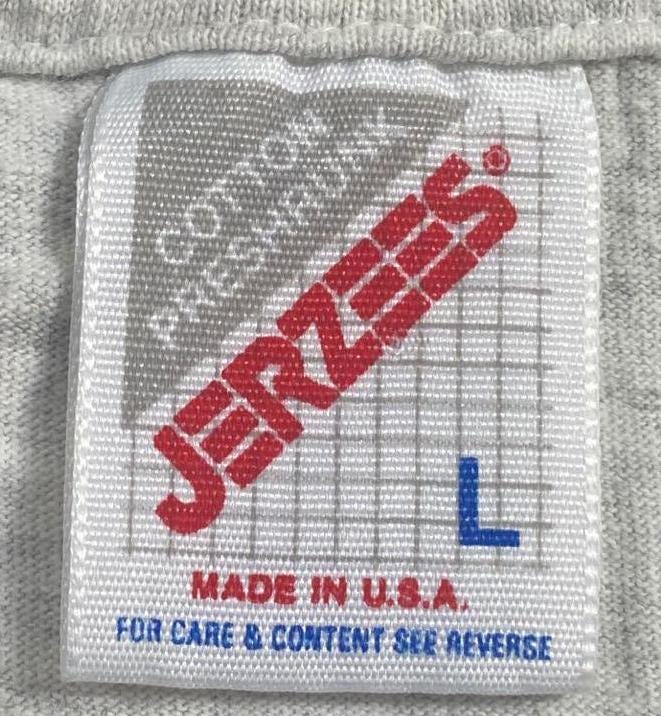 COTTON
PRESHRUNK
JERZEES®
L
MADE IN U.S.A.
FOR CARE & CONTENT SEE REVERSE